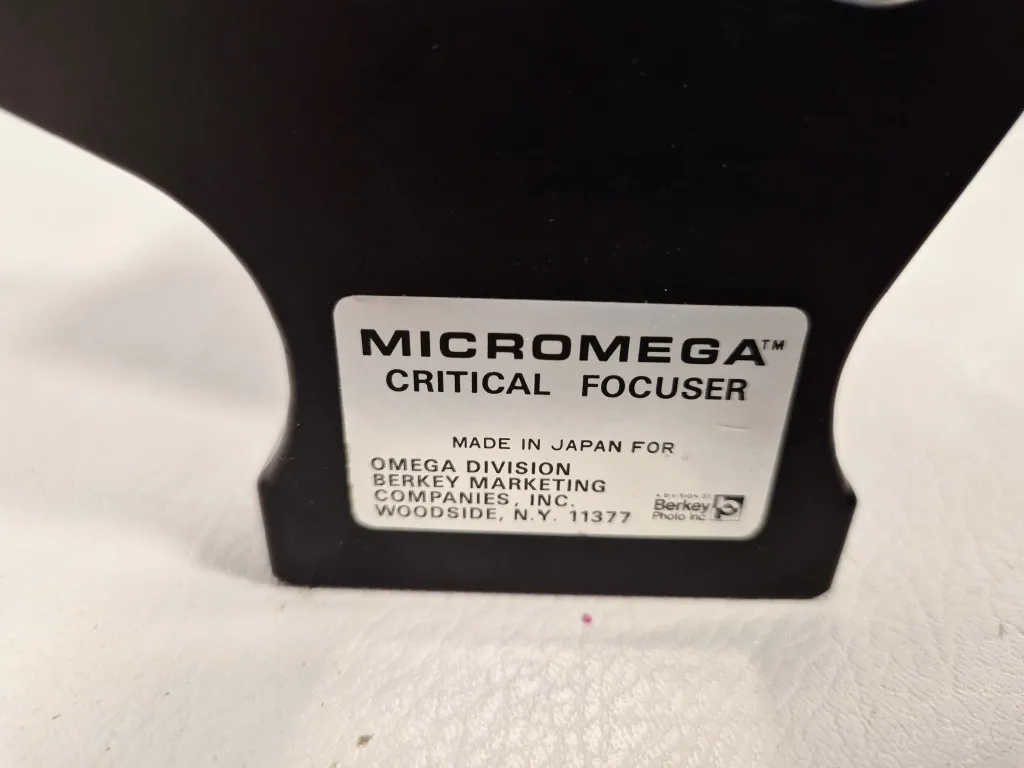 MICROMEGA™
CRITICAL FOCUSER
MADE IN JAPAN FOR
OMEGA DIVISION
BERKEY MARKETING
COMPANIES, INC.
WOODSIDE, N.Y. 11377
A DIVISION OF
Berkey
Photo Inc.